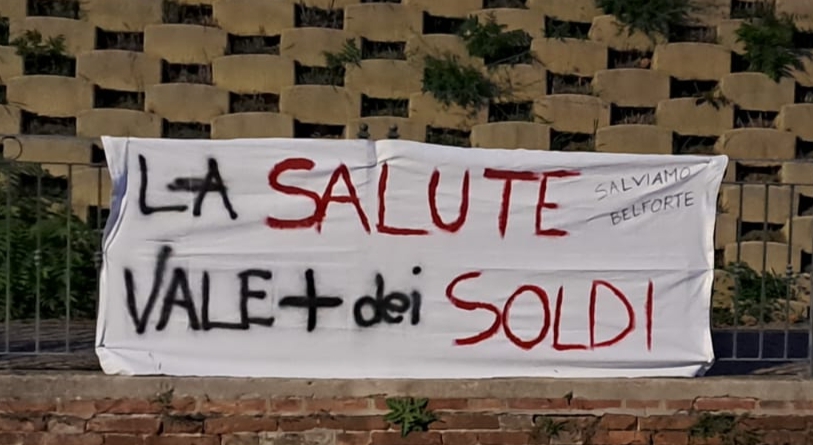 LA SALUTE
SALVIAMO
BELFORTE
VALE + dei SOLDI